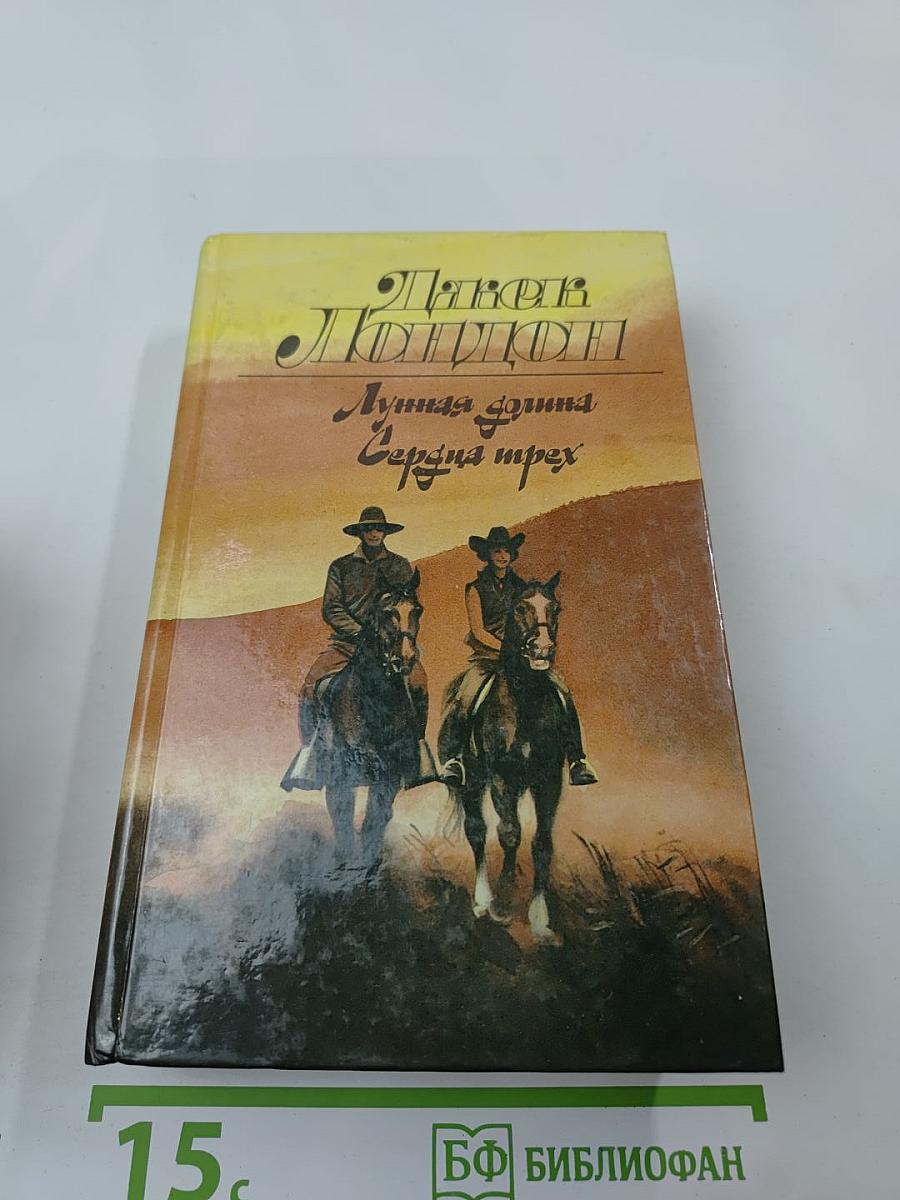 Джек
Лондон
Лунная долина
Сердца трех
15 с
БФ БИБЛИОФАН